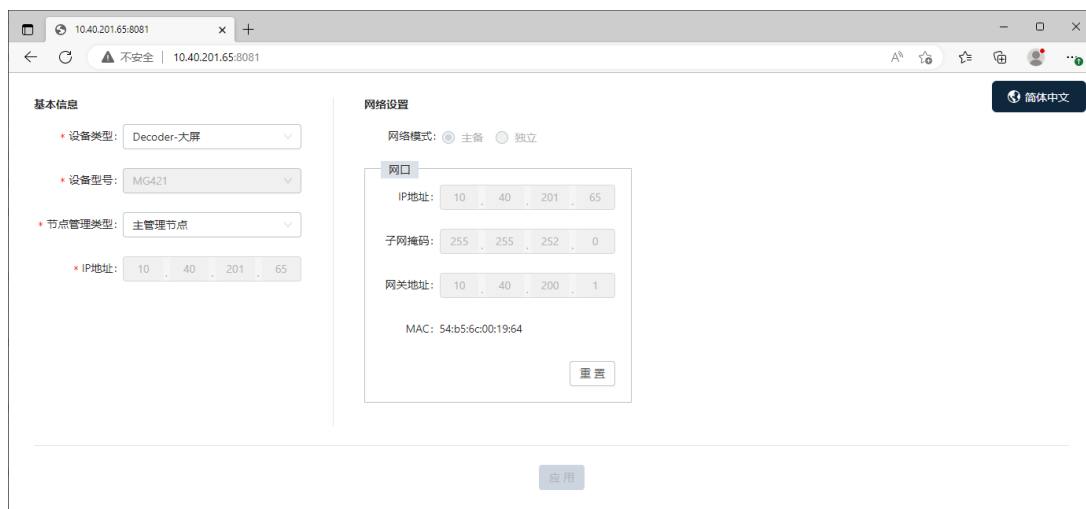 10.40.201.65:8081
不安全 | 10.40.201.65:8081
简体中文
基本信息
* 设备类型: Decoder-大屏
* 设备型号: MG421
* 节点管理类型: 主管理节点
* IP地址: 10 . 40 . 201 . 65
网络设置
网络模式: 主备 独立
网口
IP地址: 10 . 40 . 201 . 65
子网掩码: 255 . 255 . 252 . 0
网关地址: 10 . 40 . 200 . 1
MAC: 54:b5:6c:00:19:64
重置
应用